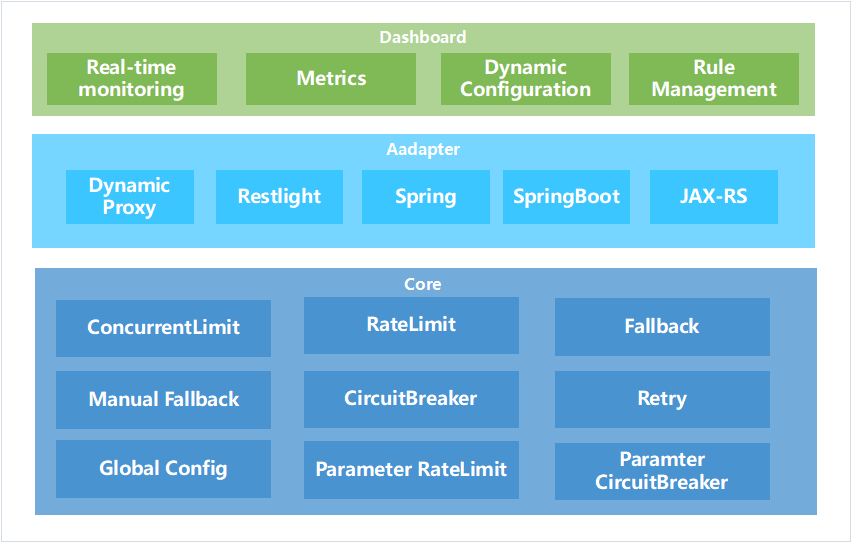 Dashboard
Real-time
monitoring
Metrics
Dynamic
Configuration
Rule
Management
Aadapter
Dynamic
Proxy
Restlight
Spring
SpringBoot
JAX-RS
Core
ConcurrentLimit
RateLimit
Fallback
Manual Fallback
CircuitBreaker
Retry
Global Config
Parameter RateLimit
Paramter
CircuitBreaker